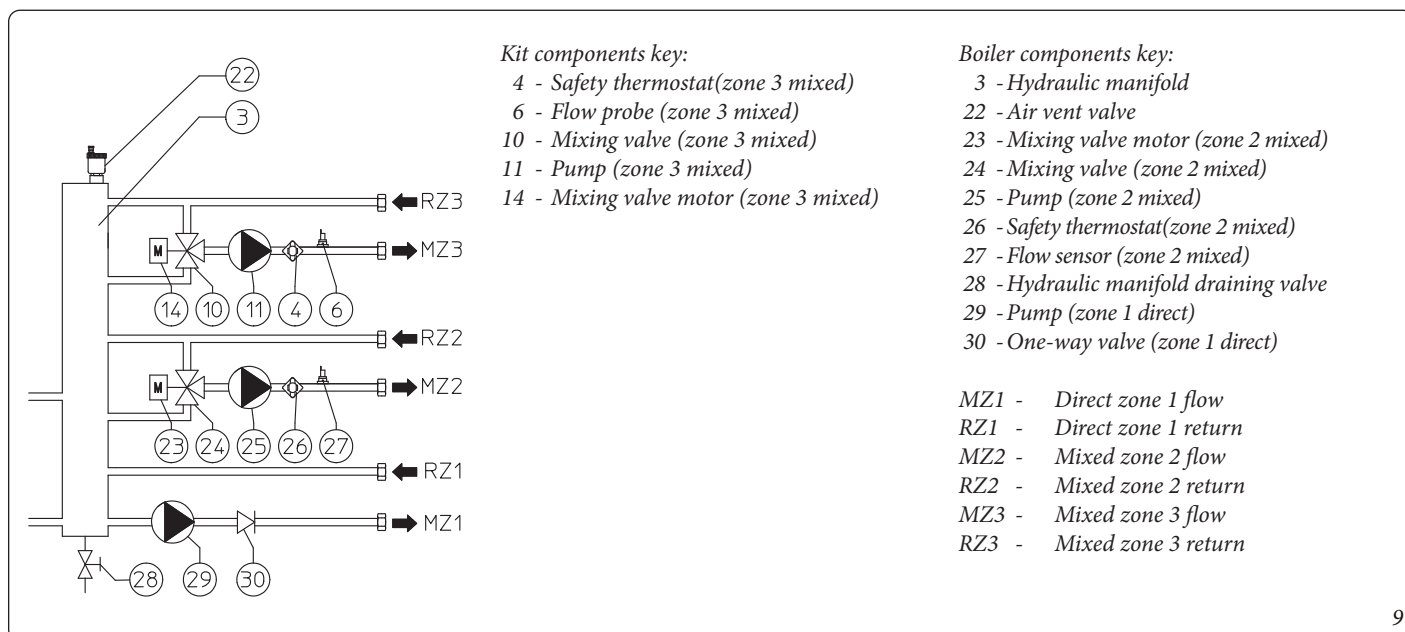 22
3
RZ3
MZ3
14 10 11 4 6
M
RZ2
MZ2
M
23 24 25 26 27
RZ1
MZ1
28 29 30
Kit components key:
4 - Safety thermostat(zone 3 mixed)
6 - Flow probe (zone 3 mixed)
10 - Mixing valve (zone 3 mixed)
11 - Pump (zone 3 mixed)
14 - Mixing valve motor (zone 3 mixed)
Boiler components key:
3 - Hydraulic manifold
22 - Air vent valve
23 - Mixing valve motor (zone 2 mixed)
24 - Mixing valve (zone 2 mixed)
25 - Pump (zone 2 mixed)
26 - Safety thermostat(zone 2 mixed)
27 - Flow sensor (zone 2 mixed)
28 - Hydraulic manifold draining valve
29 - Pump (zone 1 direct)
30 - One-way valve (zone 1 direct)
MZ1 - Direct zone 1 flow
RZ1 - Direct zone 1 return
MZ2 - Mixed zone 2 flow
RZ2 - Mixed zone 2 return
MZ3 - Mixed zone 3 flow
RZ3 - Mixed zone 3 return
9